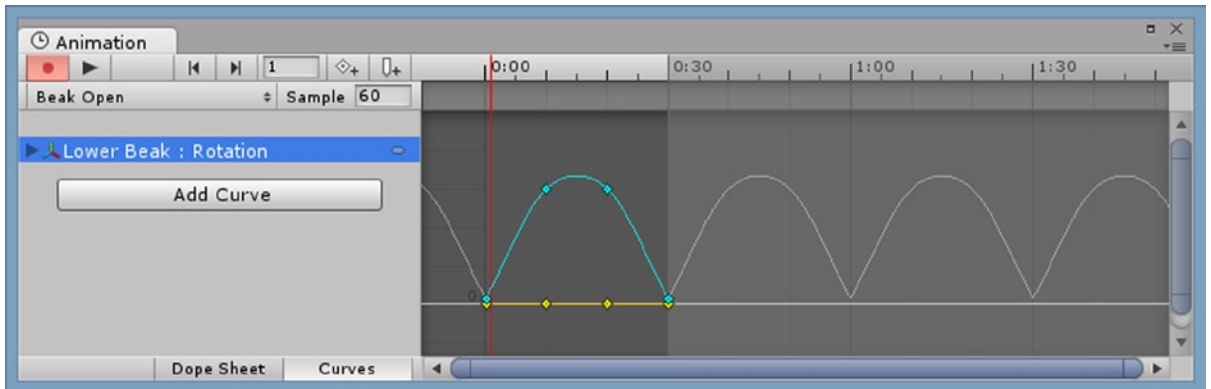 Animation
1 0:00 0:30 1:00 1:30
Beak Open Sample 60
Lower Beak : Rotation
Add Curve
0
Dope Sheet Curves